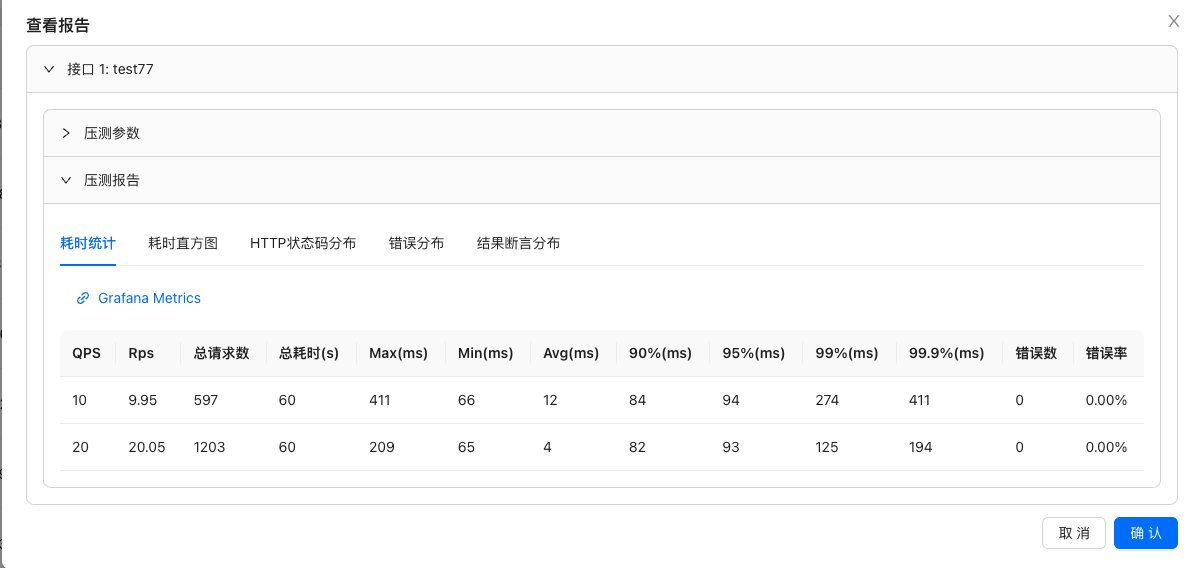 查看报告
接口 1: test77
压测参数
压测报告
耗时统计 耗时直方图 HTTP状态码分布 错误分布 结果断言分布
Grafana Metrics
QPS Rps 总请求数 总耗时(s) Max(ms) Min(ms) Avg(ms) 90%(ms) 95%(ms) 99%(ms) 99.9%(ms) 错误数 错误率
10 9.95 597 60 411 66 12 84 94 274 411 0 0.00%
20 20.05 1203 60 209 65 4 82 93 125 194 0 0.00%
取 消 确 认